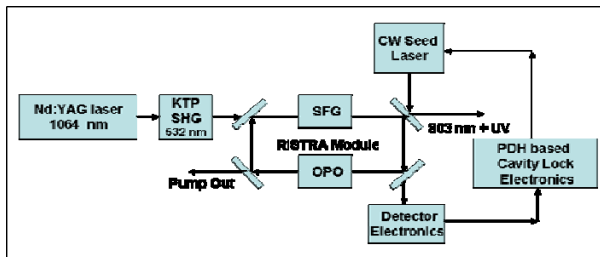 CW Seed
Laser
Nd:YAG laser
1064 nm
KTP
SHG
532 nm
SFG
803 nm + UV
RISTRA Module
OPO
Pump Out
PDH based
Cavity Lock
Electronics
Detector
Electronics